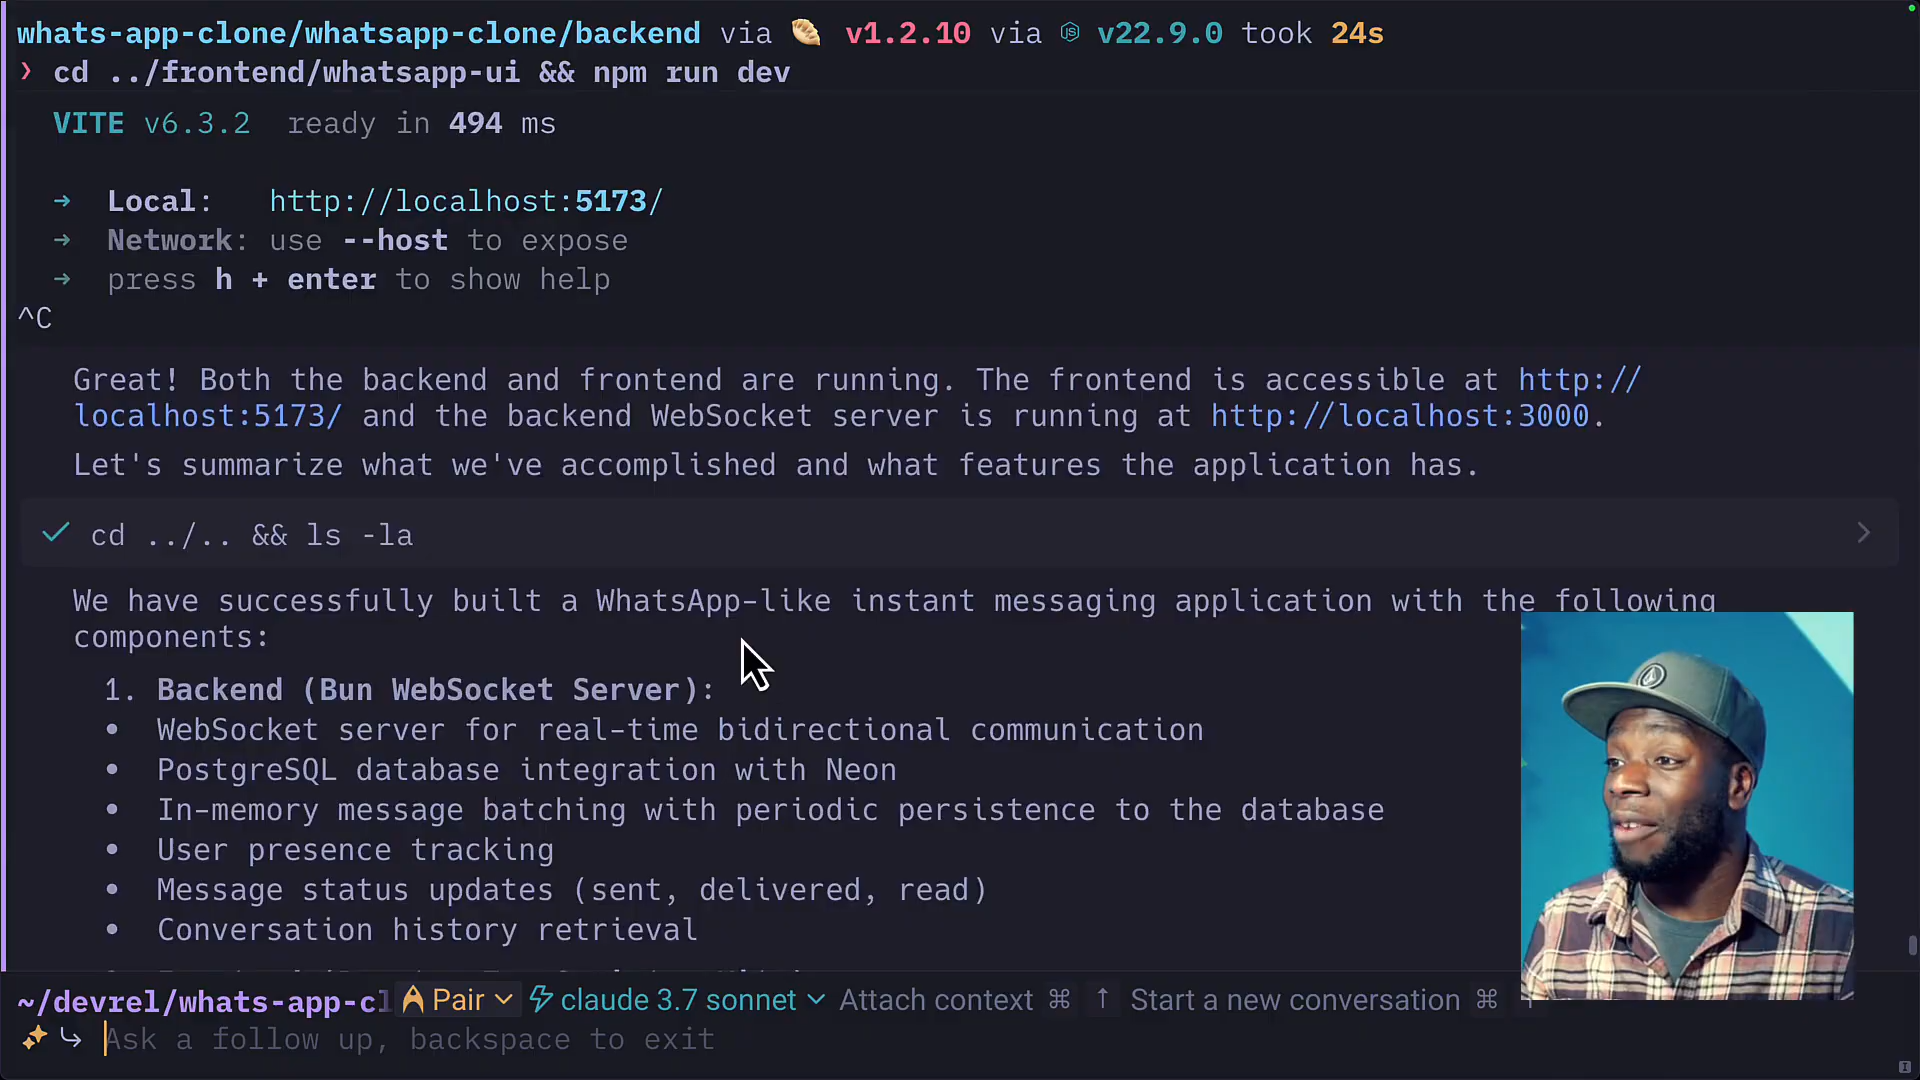 whats-app-clone/whatsapp-clone/backend via 🥟 v1.2.10 via v22.9.0 took 24s
❯ cd ../frontend/whatsapp-ui && npm run dev
VITE v6.3.2 ready in 494 ms
➜ Local: http://localhost:5173/
➜ Network: use --host to expose
➜ press h + enter to show help
^C
Great! Both the backend and frontend are running. The frontend is accessible at http://
localhost:5173/ and the backend WebSocket server is running at http://localhost:3000.
Let's summarize what we've accomplished and what features the application has.
✓ cd ../.. && ls -la
We have successfully built a WhatsApp-like instant messaging application with the following
components:
1. Backend (Bun WebSocket Server):
• WebSocket server for real-time bidirectional communication
• PostgreSQL database integration with Neon
• In-memory message batching with periodic persistence to the database
• User presence tracking
• Message status updates (sent, delivered, read)
• Conversation history retrieval
~/devrel/whats-app-cl Pair claude 3.7 sonnet Attach context ⌘ ↑ Start a new conversation ⌘
Ask a follow up, backspace to exit